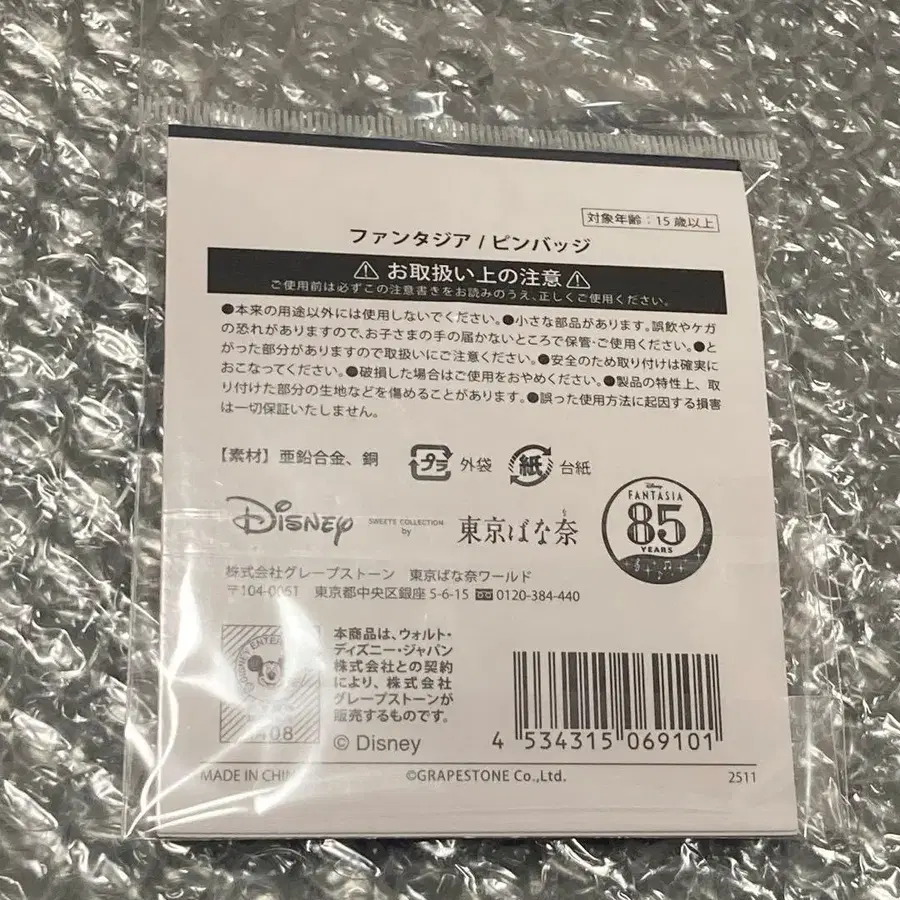 対象年齢：15歳以上
ファンタジア / ピンバッジ
お取扱い上の注意
ご使用前は必ずこの注意書きをお読みのうえ、正しくご使用ください。
●本来の用途以外には使用しないでください。●小さな部品があります。誤飲やケガ
の恐れがありますので、お子さまの手の届かないところで保管・ご使用ください。●と
がった部分がありますので取扱いにご注意ください。●安全のため取り付けは確実に
おこなってください。●破損した場合はご使用をおやめください。●製品の特性上、取
り付けた部分の生地などを傷めることがあります。●誤った使用方法に起因する損害
は一切保証いたしません。
【素材】亜鉛合金、銅
プラ 外袋 紙 台紙
Disney SWEETS COLLECTION
by
東京ばな奈
Disney
FANTASIA
85
YEARS
株式会社グレープストーン 東京ばな奈ワールド
〒104-0061 東京都中央区銀座 5-6-15 0120-384-440
本商品は、ウォルト・
ディズニー・ジャパン
株式会社との契約
により、株式会社
グレープストーンが
販売するものです。
© Disney
4 534315 069101
MADE IN CHIN
©GRAPESTONE Co.,Ltd.
2511